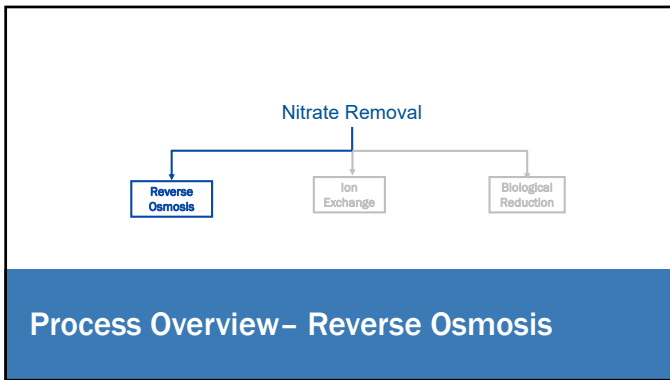 Nitrate Removal
Reverse
Osmosis
Ion
Exchange
Biological
Reduction
Process Overview– Reverse Osmosis